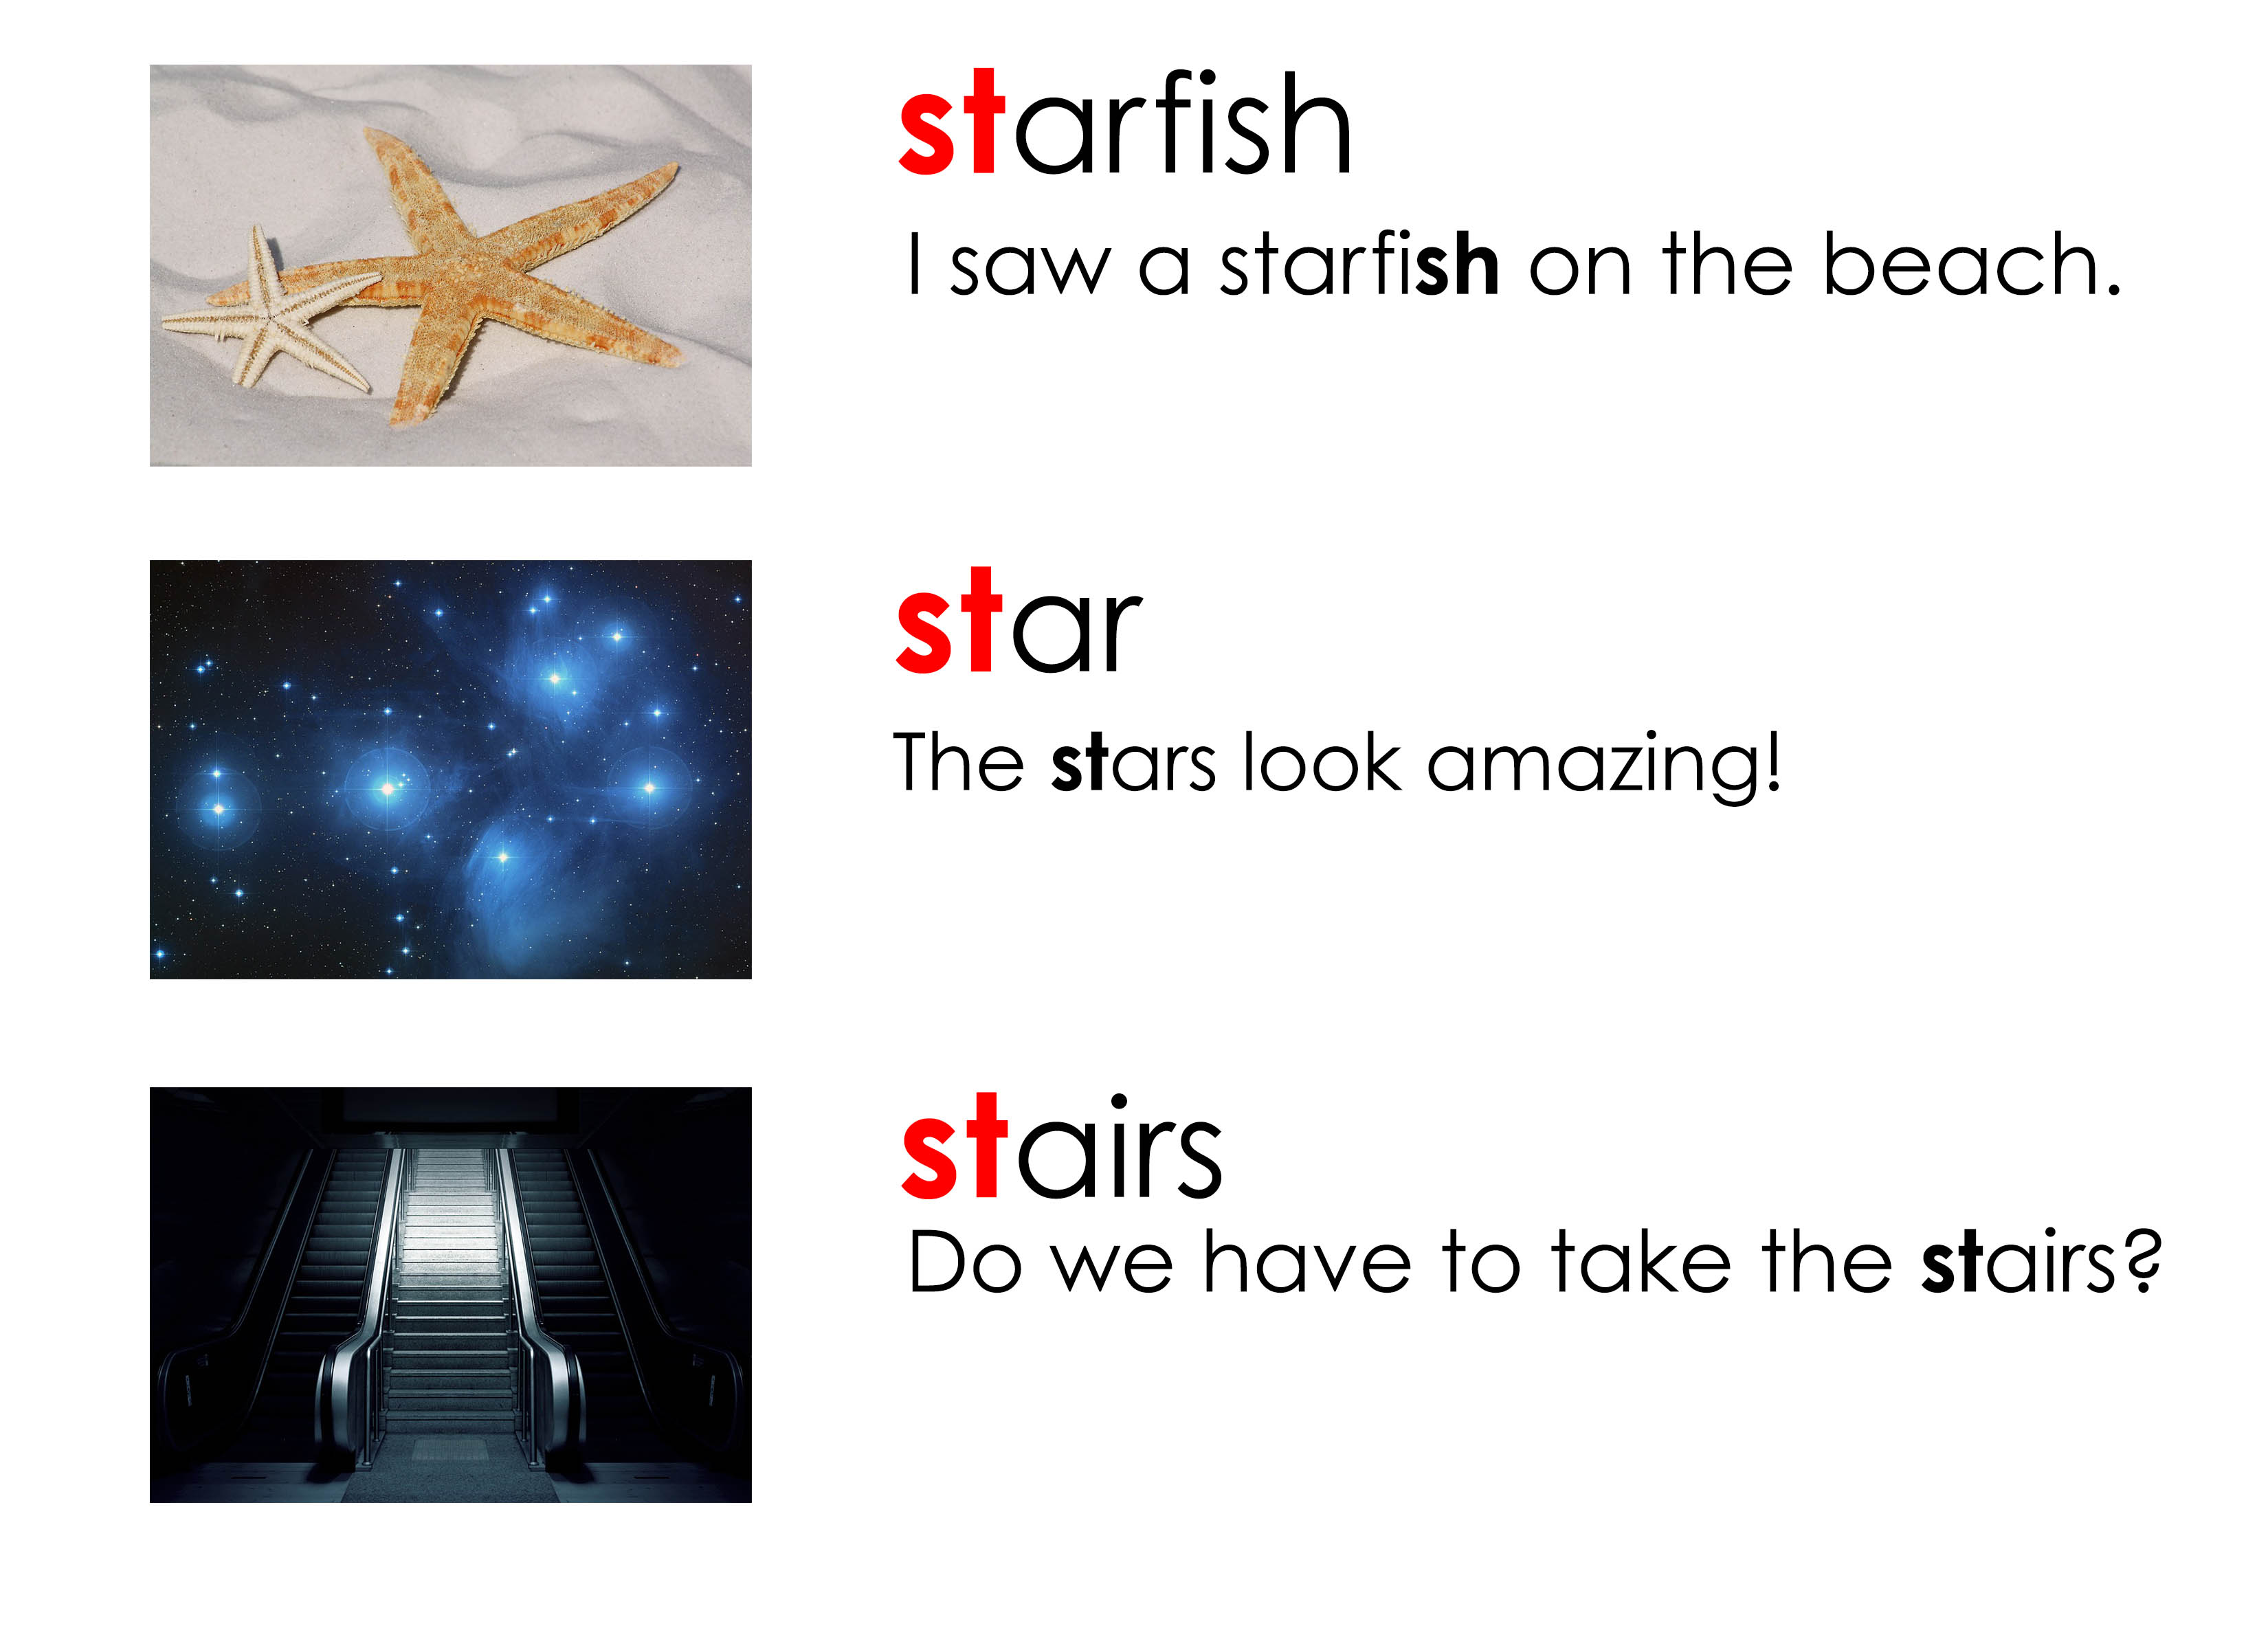 starfish
I saw a starfish on the beach.
star
The stars look amazing!
stairs
Do we have to take the stairs?